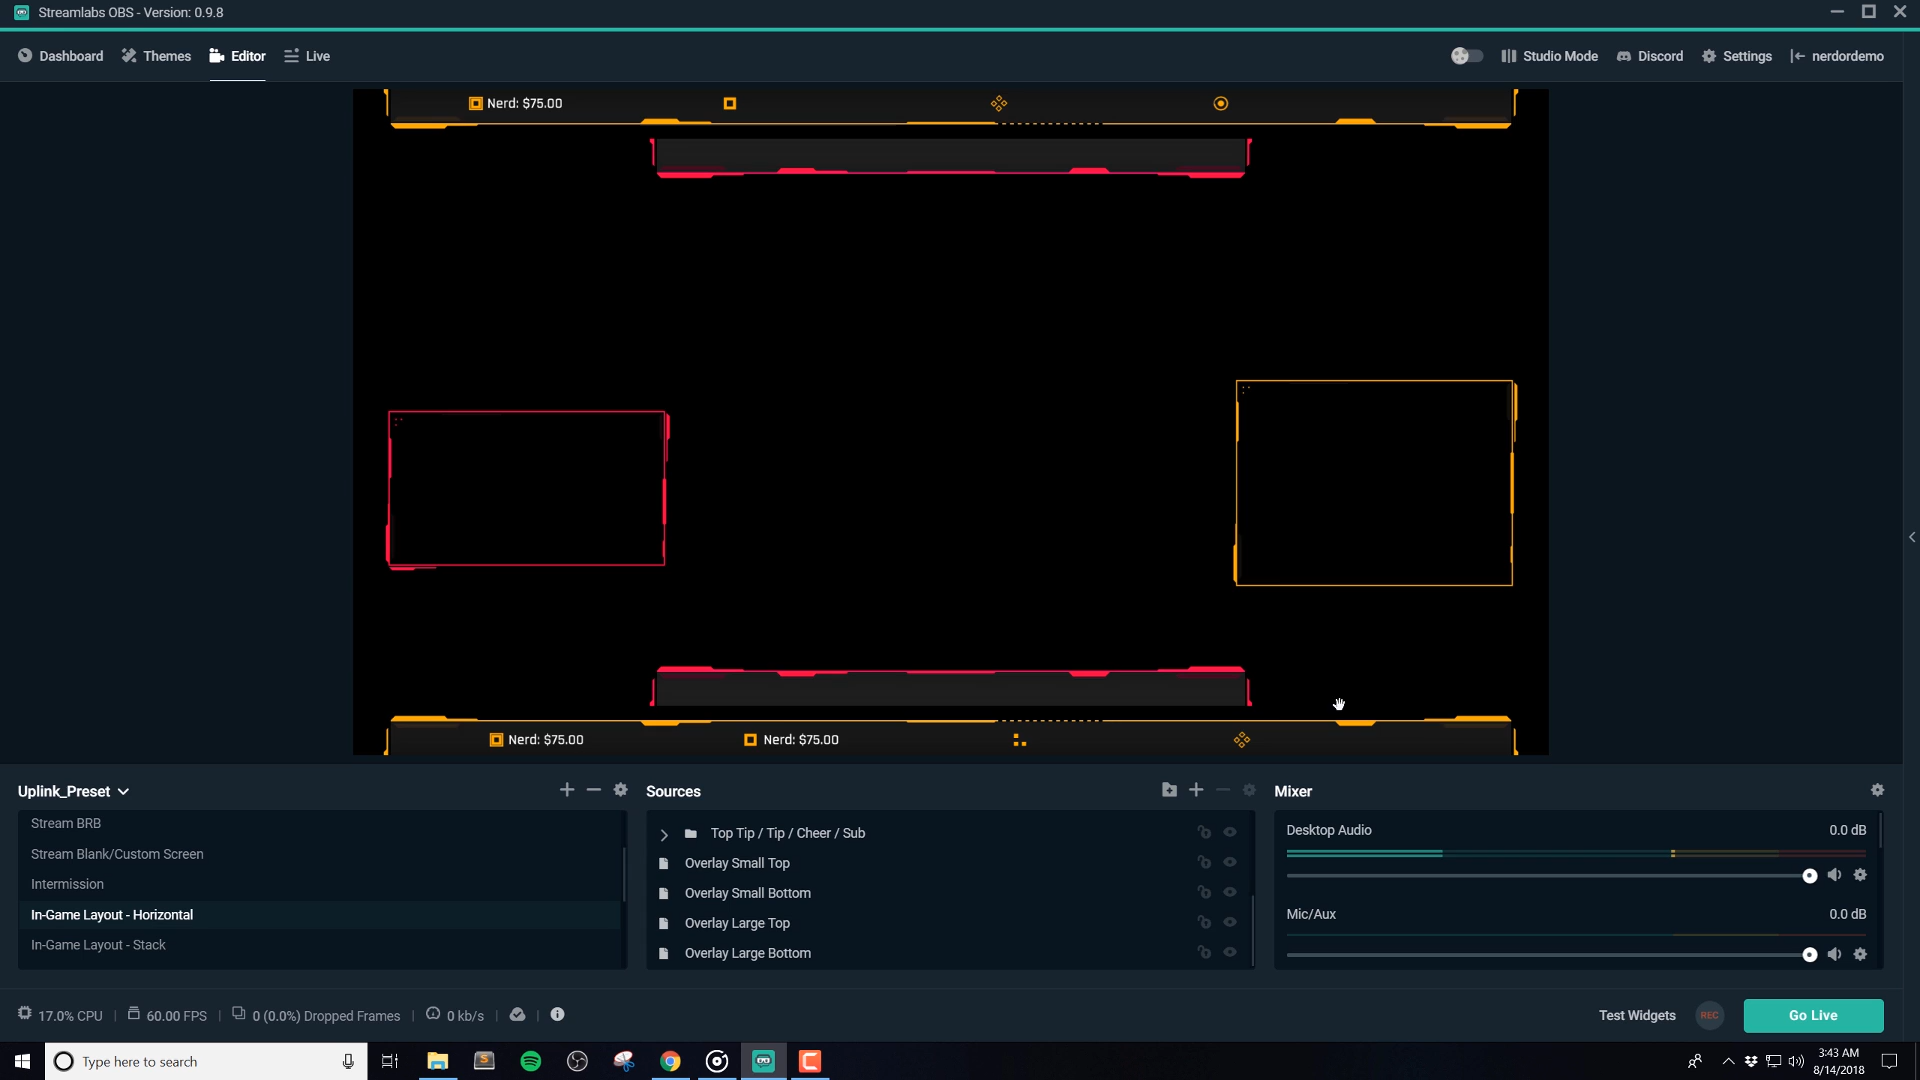 Streamlabs OBS - Version: 0.9.8
Dashboard Themes Editor Live
Studio Mode Discord Settings nerdordemo
Nerd: $75.00
Nerd: $75.00 Nerd: $75.00
Uplink_Preset
Stream BRB
Stream Blank/Custom Screen
Intermission
In-Game Layout - Horizontal
In-Game Layout - Stack
Sources
Top Tip / Tip / Cheer / Sub
Overlay Small Top
Overlay Small Bottom
Overlay Large Top
Overlay Large Bottom
Mixer
Desktop Audio 0.0 dB
Mic/Aux 0.0 dB
17.0% CPU 60.00 FPS 0 (0.0%) Dropped Frames 0 kb/s
Test Widgets REC Go Live
Type here to search
3:43 AM
8/14/2018